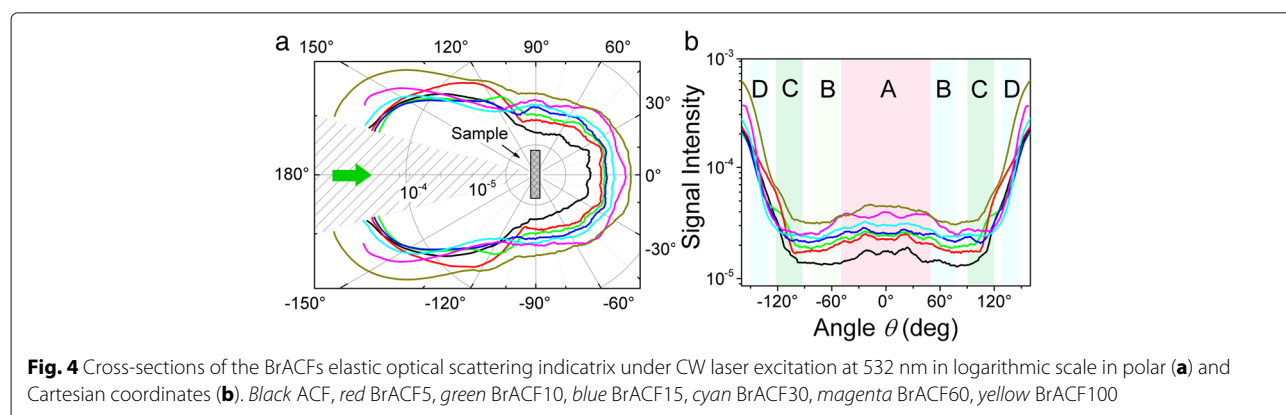 a
150° 120° 90° 60°
30°
Sample
180° 10⁻⁴ 10⁻⁵ 0°
-30°
-150° -120° -90° -60°
b
10⁻³
D C B A B C D
10⁻⁴
Signal Intensity
10⁻⁵
-120° -60° 0° 60° 120°
Angle θ (deg)
Fig. 4 Cross-sections of the BrACFs elastic optical scattering indicatrix under CW laser excitation at 532 nm in logarithmic scale in polar (a) and
Cartesian coordinates (b). Black ACF, red BrACF5, green BrACF10, blue BrACF15, cyan BrACF30, magenta BrACF60, yellow BrACF100